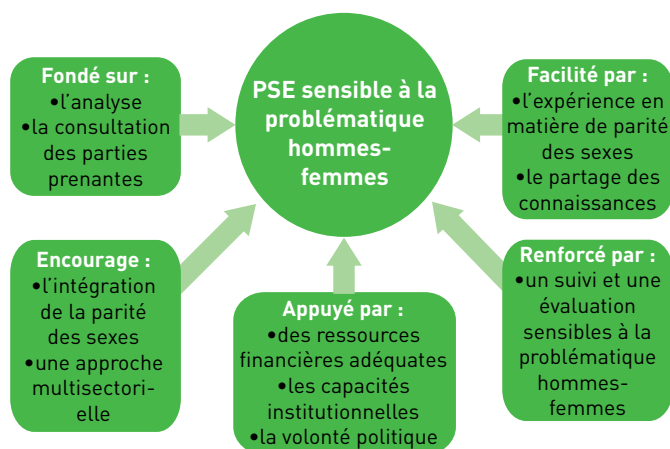 Fondé sur :
•l’analyse
•la consultation
des parties
prenantes
PSE sensible à la
problématique
hommes-
femmes
Facilité par :
•l’expérience en
matière de parité
des sexes
•le partage des
connaissances
Encourage :
•l’intégration
de la parité
des sexes
•une approche
multisectori-
elle
Appuyé par :
•des ressources
financières adéquates
•les capacités
institutionnelles
•la volonté politique
Renforcé par :
•un suivi et une
évaluation
sensibles à la
problématique
hommes-
femmes